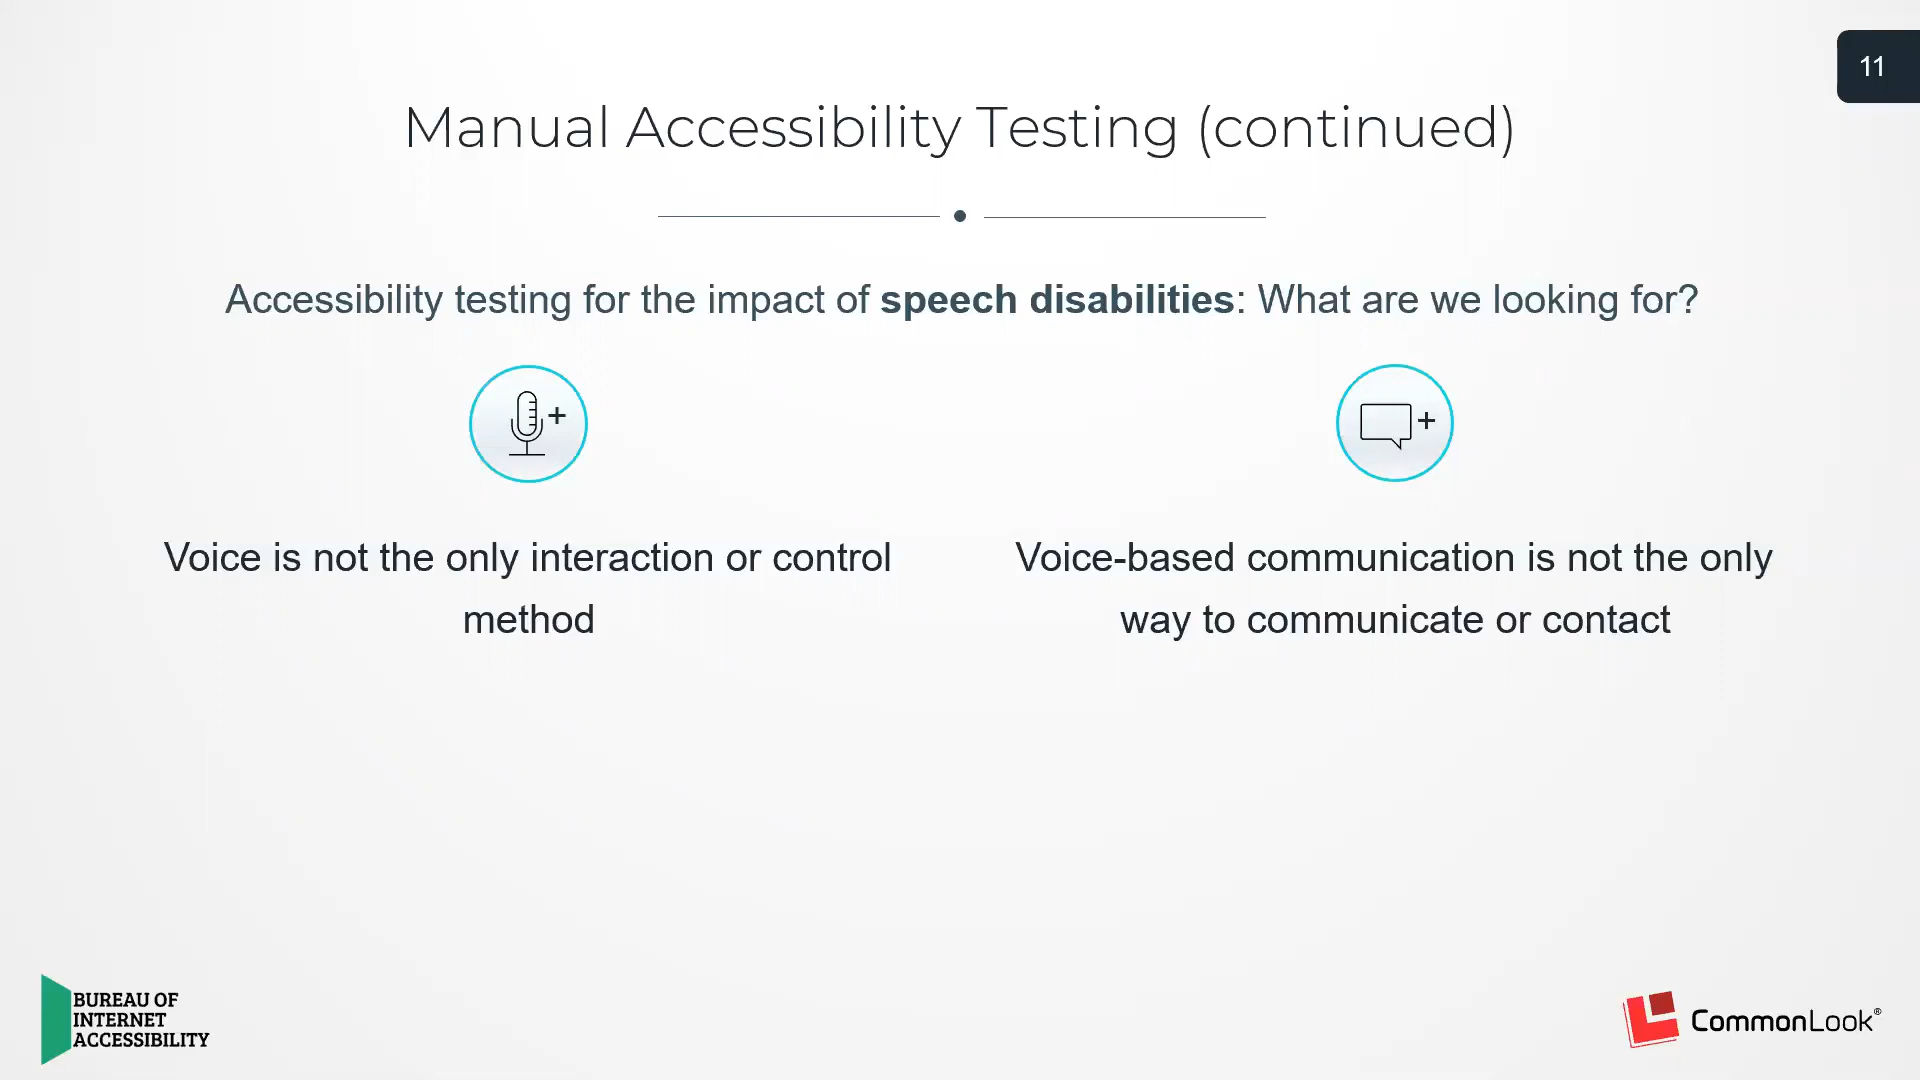 11
Manual Accessibility Testing (continued)
Accessibility testing for the impact of speech disabilities: What are we looking for?
Voice is not the only interaction or control
method
Voice-based communication is not the only
way to communicate or contact
BUREAU OF
INTERNET
ACCESSIBILITY
CommonLook®